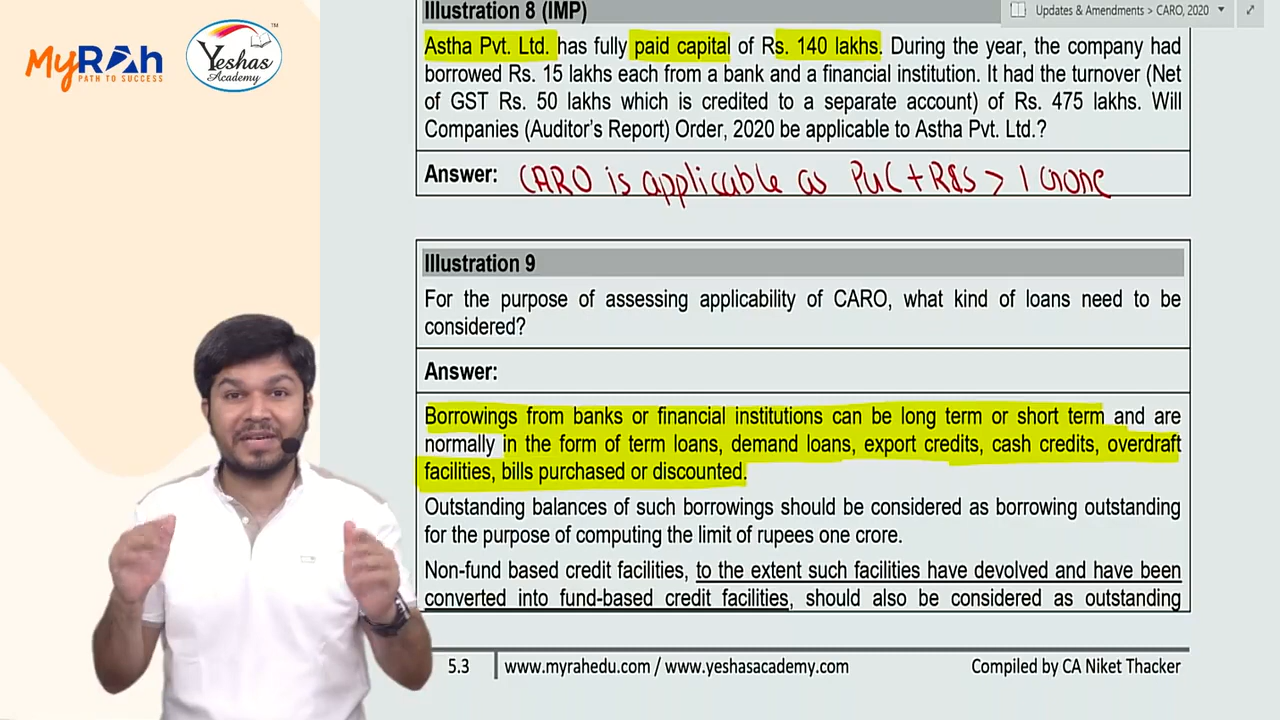 Illustration 8 (IMP)
Updates & Amendments > CARO, 2020
MyRAh
PATH TO SUCCESS
Yeshas
Academy
TM
Astha Pvt. Ltd. has fully paid capital of Rs. 140 lakhs. During the year, the company had
borrowed Rs. 15 lakhs each from a bank and a financial institution. It had the turnover (Net
of GST Rs. 50 lakhs which is credited to a separate account) of Rs. 475 lakhs. Will
Companies (Auditor's Report) Order, 2020 be applicable to Astha Pvt. Ltd.?
Answer: CARO is applicable as PUC + R&S > 1 crore
Illustration 9
For the purpose of assessing applicability of CARO, what kind of loans need to be
considered?
Answer:
Borrowings from banks or financial institutions can be long term or short term and are
normally in the form of term loans, demand loans, export credits, cash credits, overdraft
facilities, bills purchased or discounted.
Outstanding balances of such borrowings should be considered as borrowing outstanding
for the purpose of computing the limit of rupees one crore.
Non-fund based credit facilities, to the extent such facilities have devolved and have been
converted into fund-based credit facilities, should also be considered as outstanding
5.3 www.myrahedu.com / www.yeshasacademy.com Compiled by CA Niket Thacker